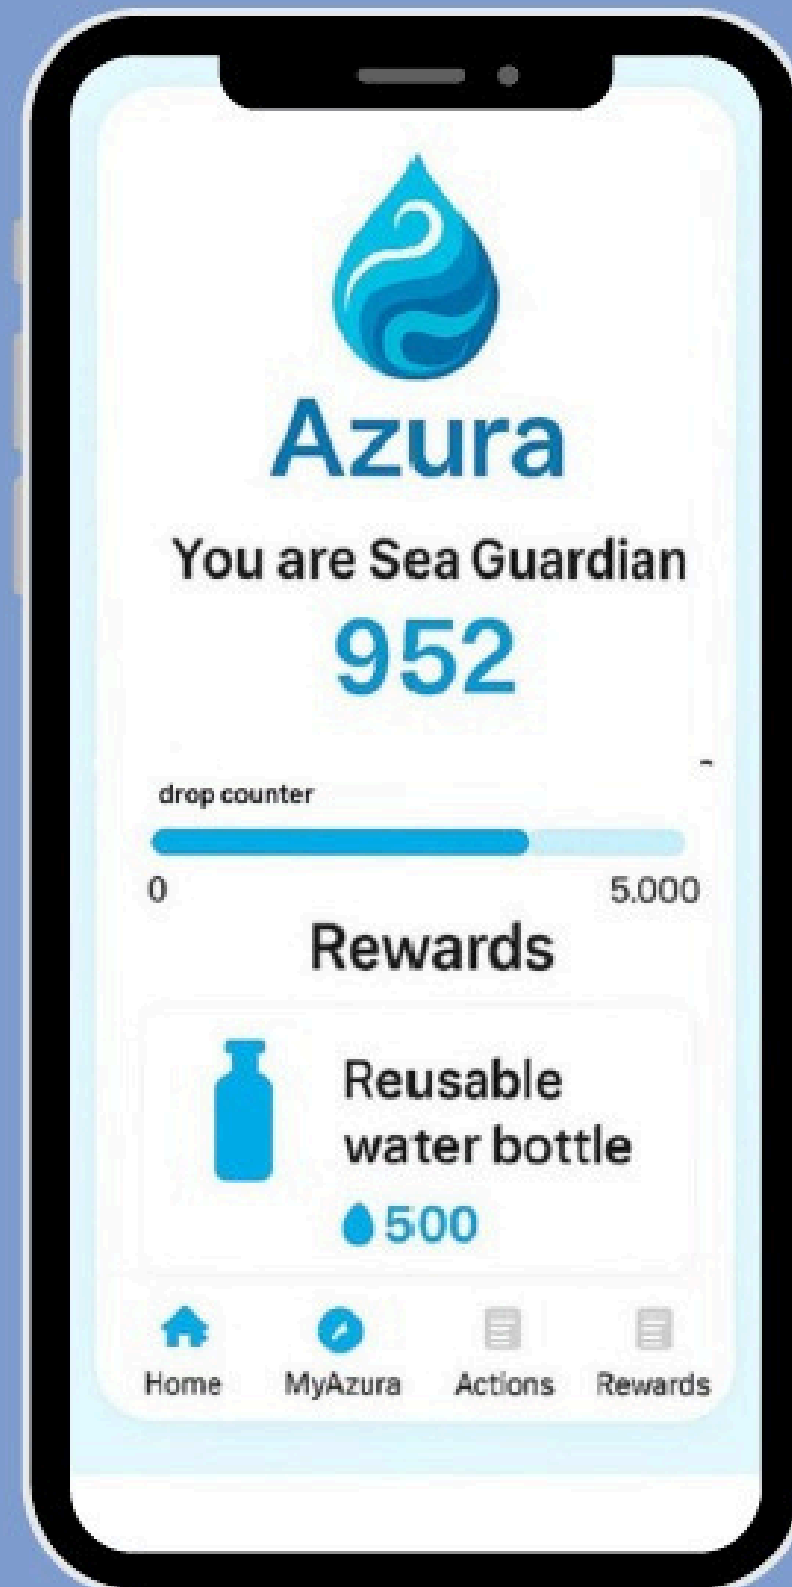 Azura
You are Sea Guardian
952
drop counter
0 5.000
Rewards
Reusable
water bottle
500
Home MyAzura Actions Rewards